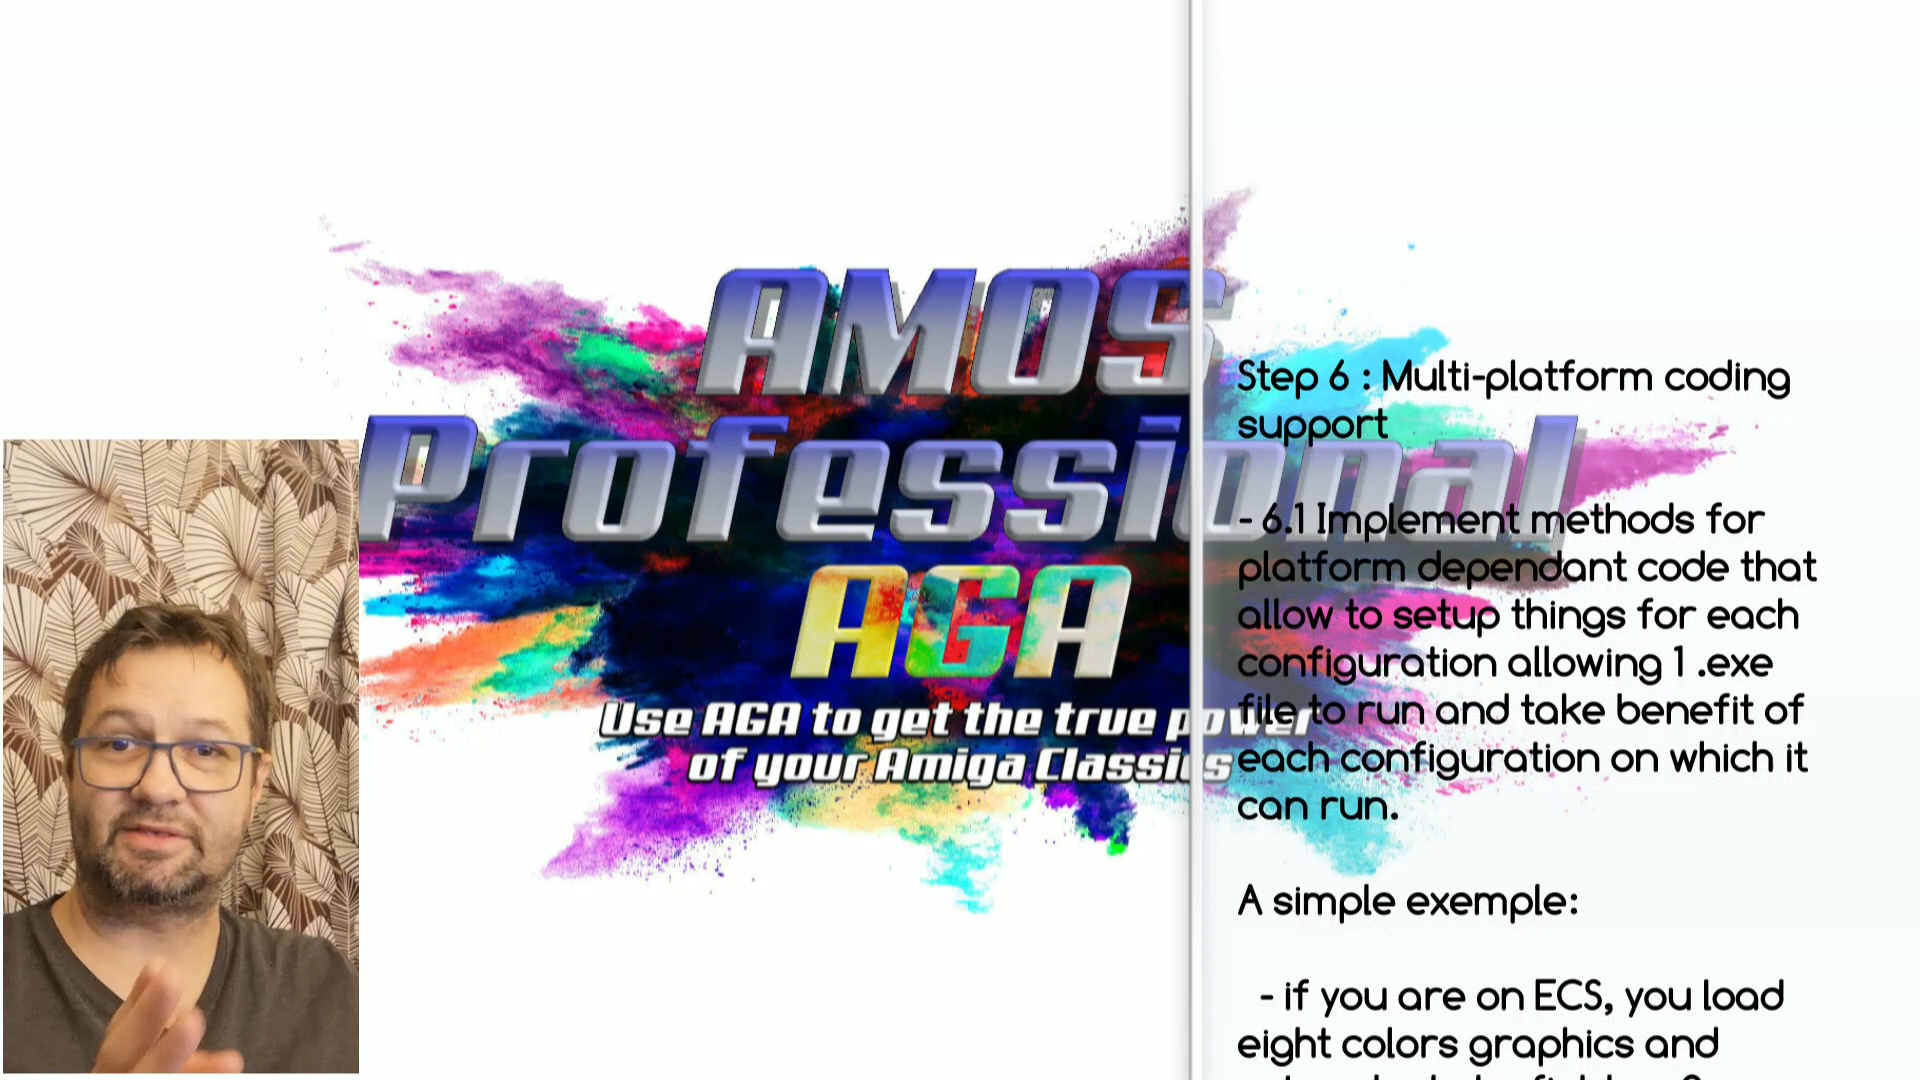 AMOS
Professional
AGA
Use AGA to get the true power
of your Amiga Classics
Step 6 : Multi-platform coding
support
- 6.1 Implement methods for
platform dependant code that
allow to setup things for each
configuration allowing 1 .exe
file to run and take benefit of
each configuration on which it
can run.
A simple exemple:
- if you are on ECS, you load
eight colors graphics and